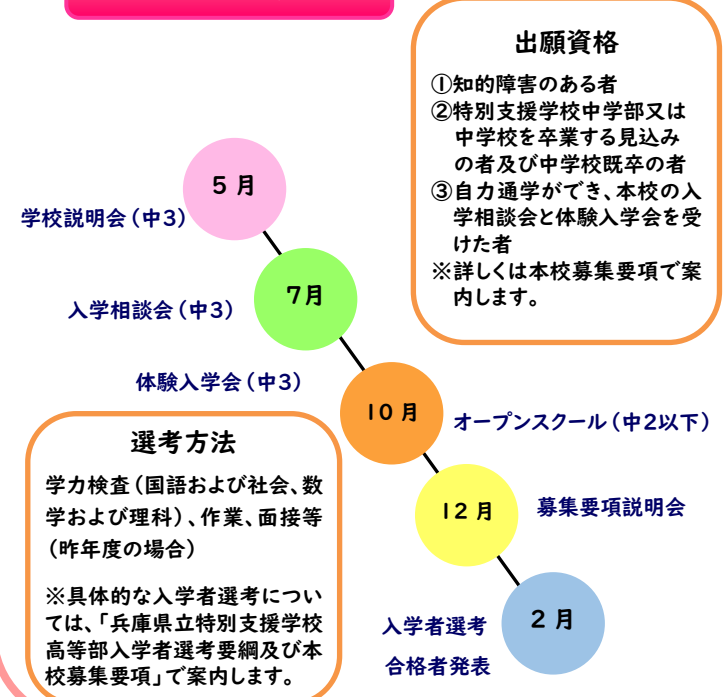 出願資格
①知的障害のある者
②特別支援学校中学部又は
中学校を卒業する見込み
の者及び中学校既卒の者
③自力通学ができ、本校の入
学相談会と体験入学会を受
けた者
※詳しくは本校募集要項で案
内します。
5月
学校説明会(中3)
7月
入学相談会(中3)
体験入学会(中3)
10月
オープンスクール(中2以下)
12月
募集要項説明会
2月
入学者選考
合格者発表
選考方法
学力検査(国語および社会、数
学および理科)、作業、面接等
(昨年度の場合)
※具体的な入学者選考につい
ては、「兵庫県立特別支援学校
高等部入学者選考要綱及び本
校募集要項」で案内します。